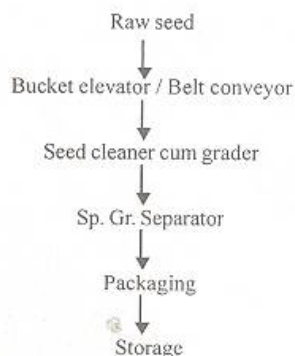 Raw seed
Bucket elevator / Belt conveyor
Seed cleaner cum grader
Sp. Gr. Separator
Packaging
Storage